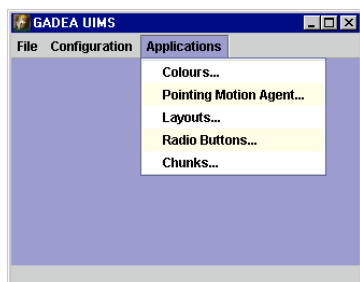 GADEA UIMS
File Configuration Applications
Colours...
Pointing Motion Agent...
Layouts...
Radio Buttons...
Chunks...